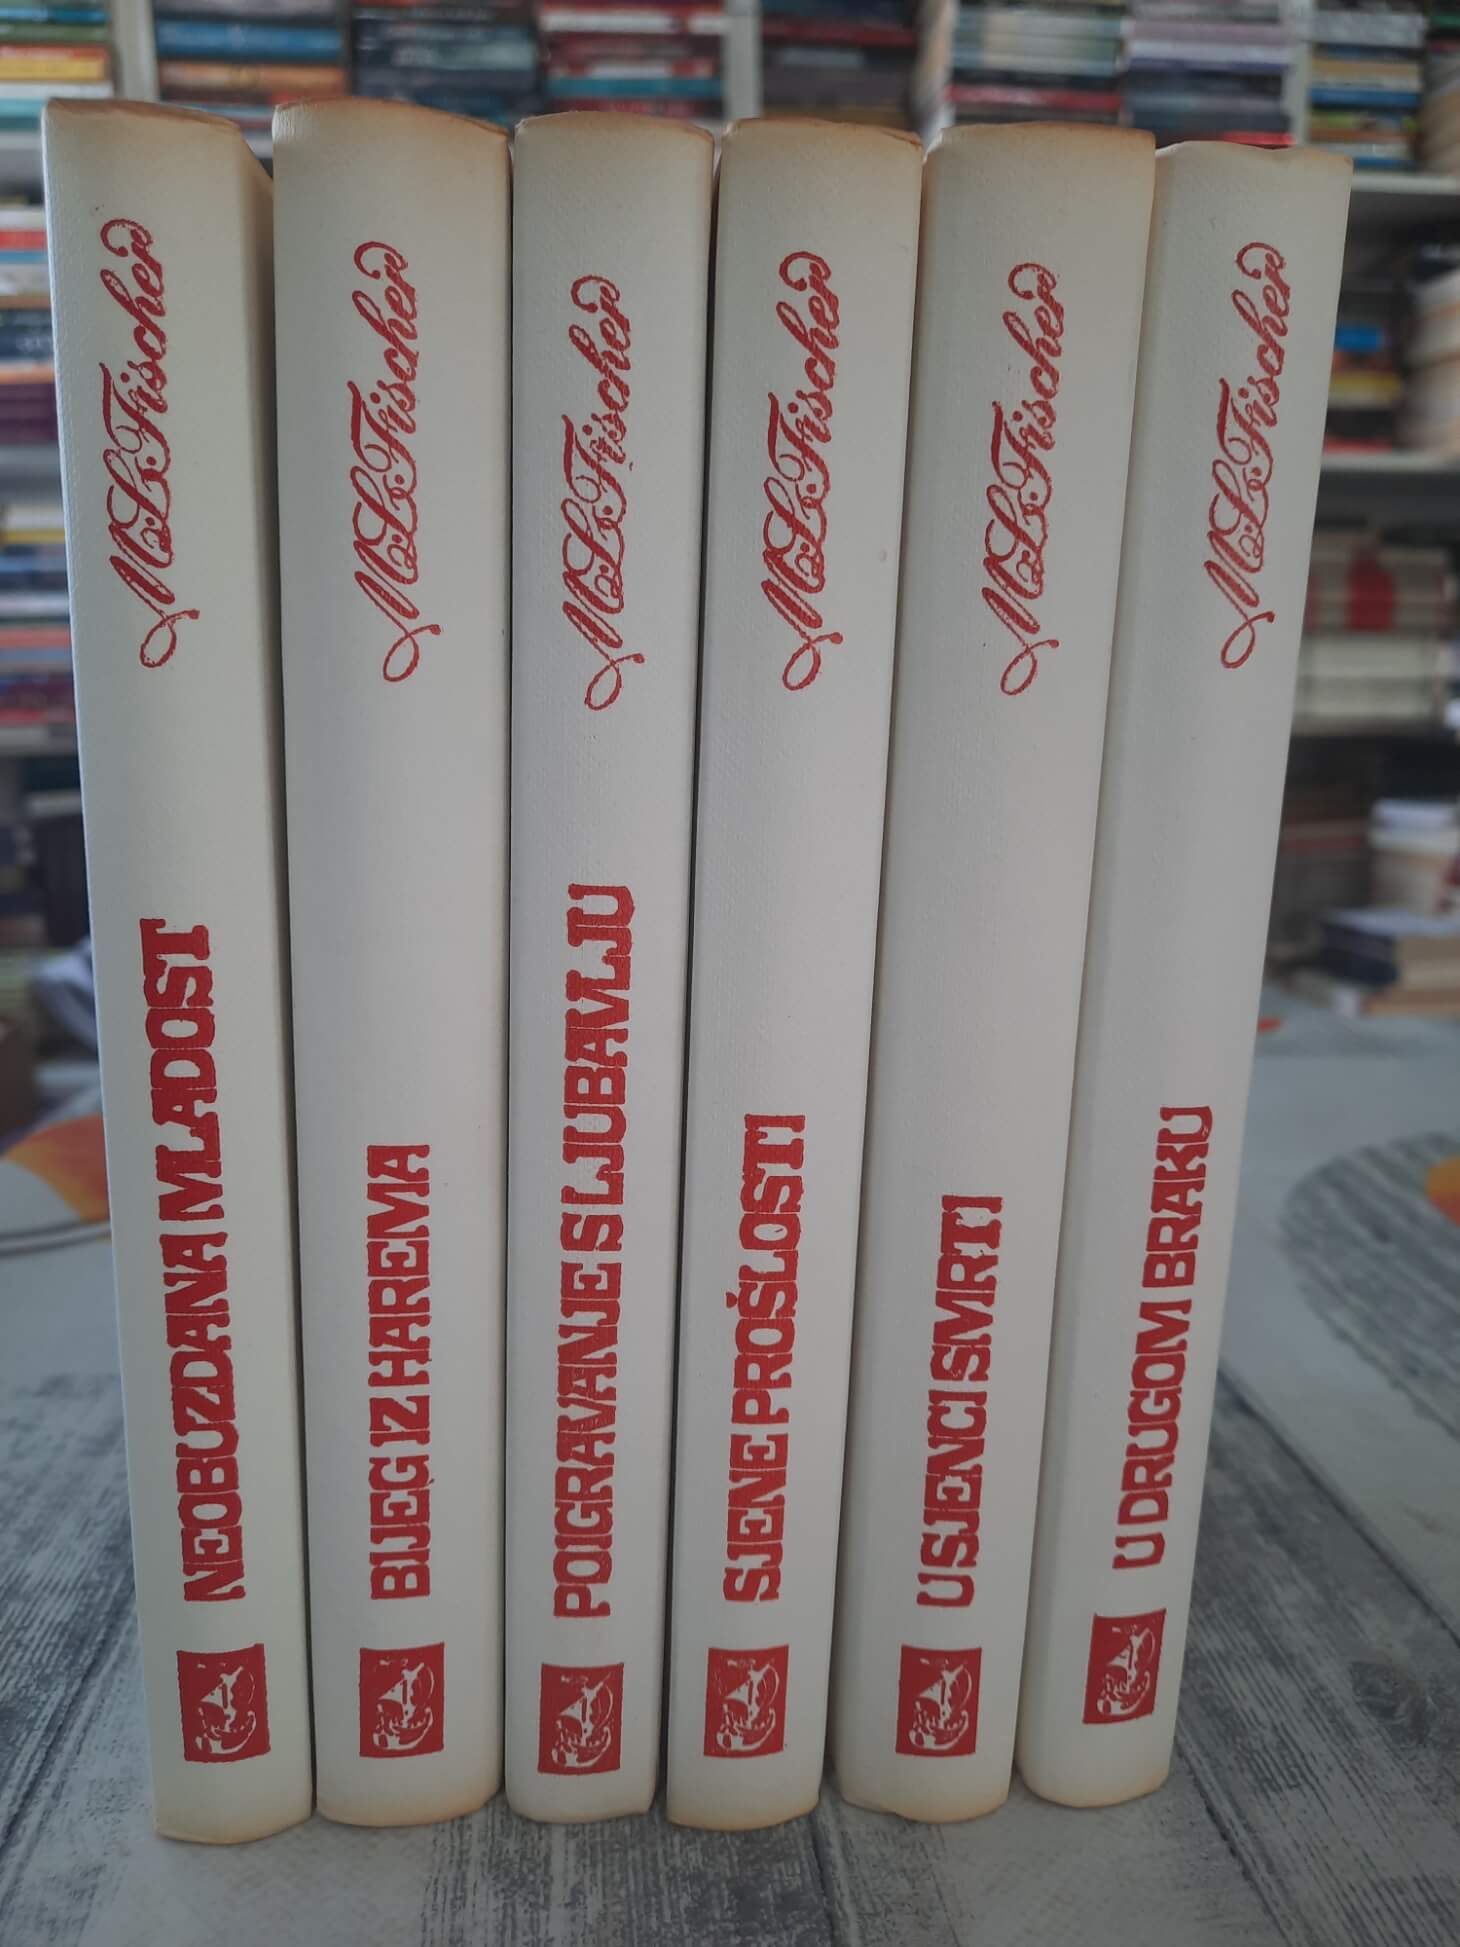 M. L. Fischer
NEOBUZDANA MLADOST
M. L. Fischer
BIJEG IZ HAREMA
M. L. Fischer
POIGRAVANJE S LJUBAVLJU
M. L. Fischer
SJENE PROŠLOSTI
M. L. Fischer
U SJENCI SMRTI
M. L. Fischer
U DRUGOM BRAKU